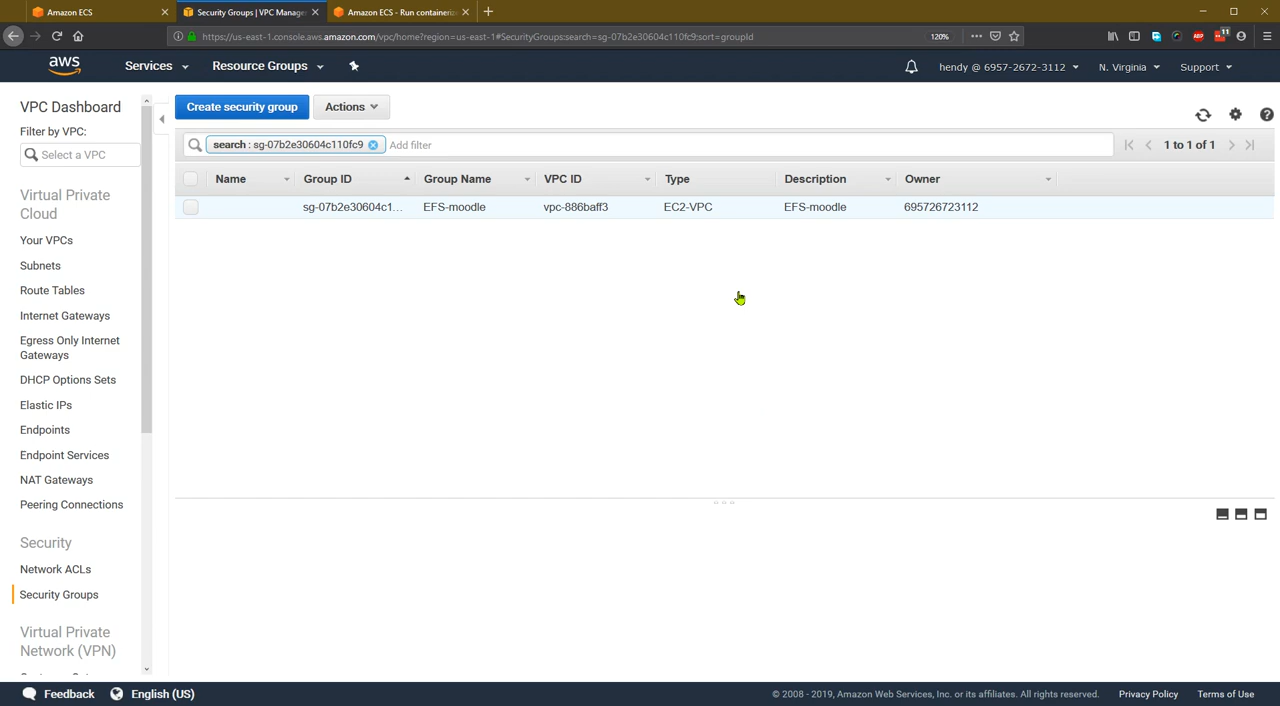 Amazon ECS
Security Groups | VPC Manage
Amazon ECS - Run containeriz
https://us-east-1.console.aws.amazon.com/vpc/home?region=us-east-1#SecurityGroups:search=sg-07b2e30604c110fc9;sort=groupId
120%
ABP
11
aws
Services
Resource Groups
hendy @ 6957-2672-3112
N. Virginia
Support
VPC Dashboard
Filter by VPC:
Select a VPC
Virtual Private
Cloud
Your VPCs
Subnets
Route Tables
Internet Gateways
Egress Only Internet
Gateways
DHCP Options Sets
Elastic IPs
Endpoints
Endpoint Services
NAT Gateways
Peering Connections
Security
Network ACLs
Security Groups
Virtual Private
Network (VPN)
Create security group
Actions
search : sg-07b2e30604c110fc9
Add filter
1 to 1 of 1
Name
Group ID
Group Name
VPC ID
Type
Description
Owner
sg-07b2e30604c1...
EFS-moodle
vpc-886baff3
EC2-VPC
EFS-moodle
695726723112
Feedback
English (US)
© 2008 - 2019, Amazon Web Services, Inc. or its affiliates. All rights reserved.
Privacy Policy
Terms of Use